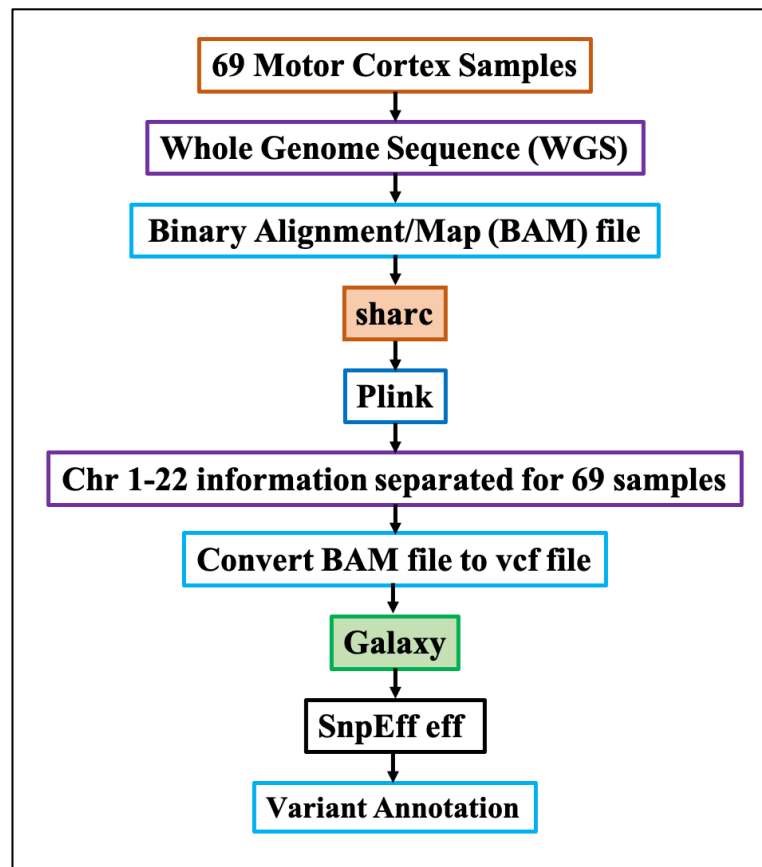 69 Motor Cortex Samples
Whole Genome Sequence (WGS)
Binary Alignment/Map (BAM) file
sharc
Plink
Chr 1-22 information separated for 69 samples
Convert BAM file to vcf file
Galaxy
SnpEff eff
Variant Annotation